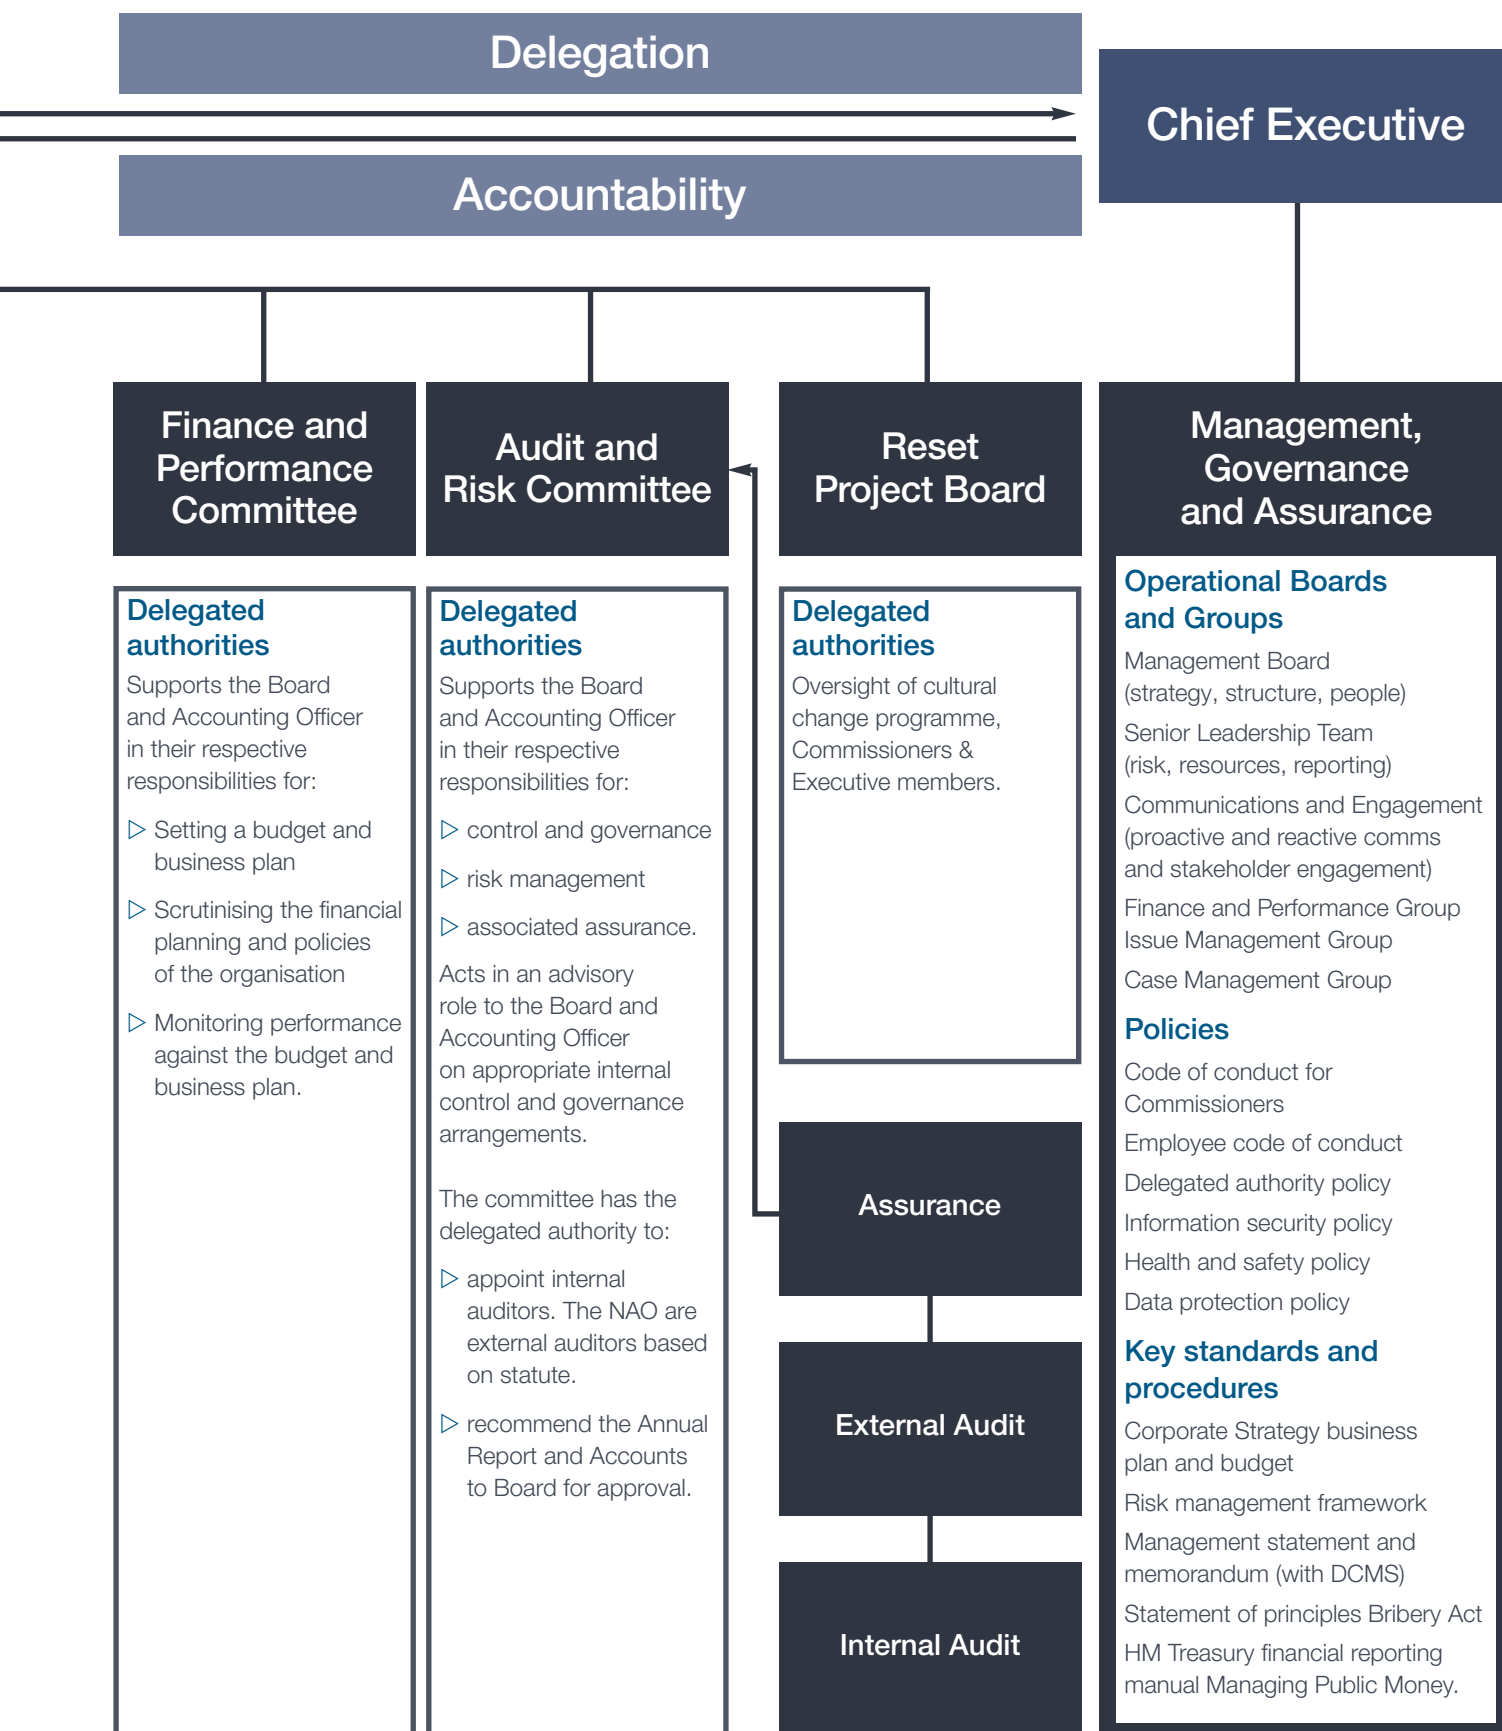 Delegation
Accountability
Chief Executive
Finance and
Performance
Committee
Delegated
authorities
Supports the Board
and Accounting Officer
in their respective
responsibilities for:
▷ Setting a budget and
business plan
▷ Scrutinising the financial
planning and policies
of the organisation
▷ Monitoring performance
against the budget and
business plan.
Audit and
Risk Committee
Delegated
authorities
Supports the Board
and Accounting Officer
in their respective
responsibilities for:
▷ control and governance
▷ risk management
▷ associated assurance.
Acts in an advisory
role to the Board and
Accounting Officer
on appropriate internal
control and governance
arrangements.
The committee has the
delegated authority to:
▷ appoint internal
auditors. The NAO are
external auditors based
on statute.
▷ recommend the Annual
Report and Accounts
to Board for approval.
Reset
Project Board
Delegated
authorities
Oversight of cultural
change programme,
Commissioners &
Executive members.
Assurance
External Audit
Internal Audit
Management,
Governance
and Assurance
Operational Boards
and Groups
Management Board
(strategy, structure, people)
Senior Leadership Team
(risk, resources, reporting)
Communications and Engagement
(proactive and reactive comms
and stakeholder engagement)
Finance and Performance Group
Issue Management Group
Case Management Group
Policies
Code of conduct for
Commissioners
Employee code of conduct
Delegated authority policy
Information security policy
Health and safety policy
Data protection policy
Key standards and
procedures
Corporate Strategy business
plan and budget
Risk management framework
Management statement and
memorandum (with DCMS)
Statement of principles Bribery Act
HM Treasury financial reporting
manual Managing Public Money.